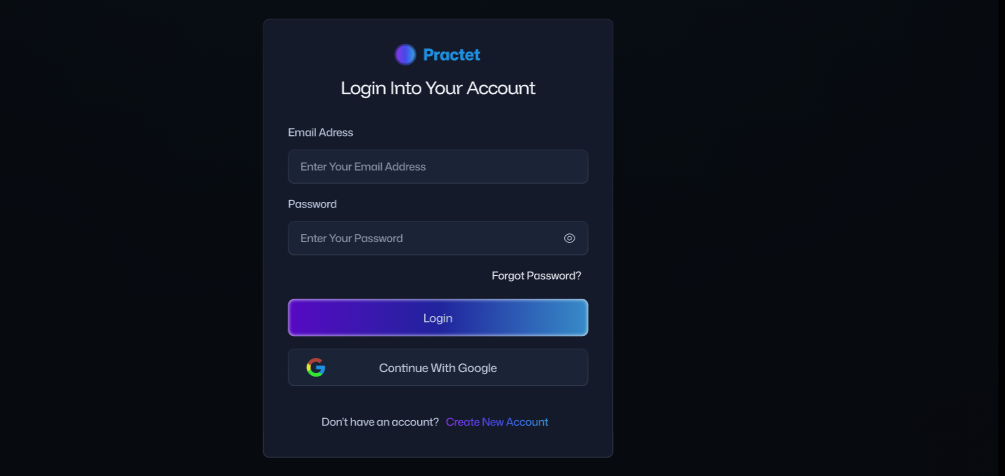 Practet
Login Into Your Account
Email Adress
Enter Your Email Address
Password
Enter Your Password
Forgot Password?
Login
Continue With Google
Don't have an account? Create New Account